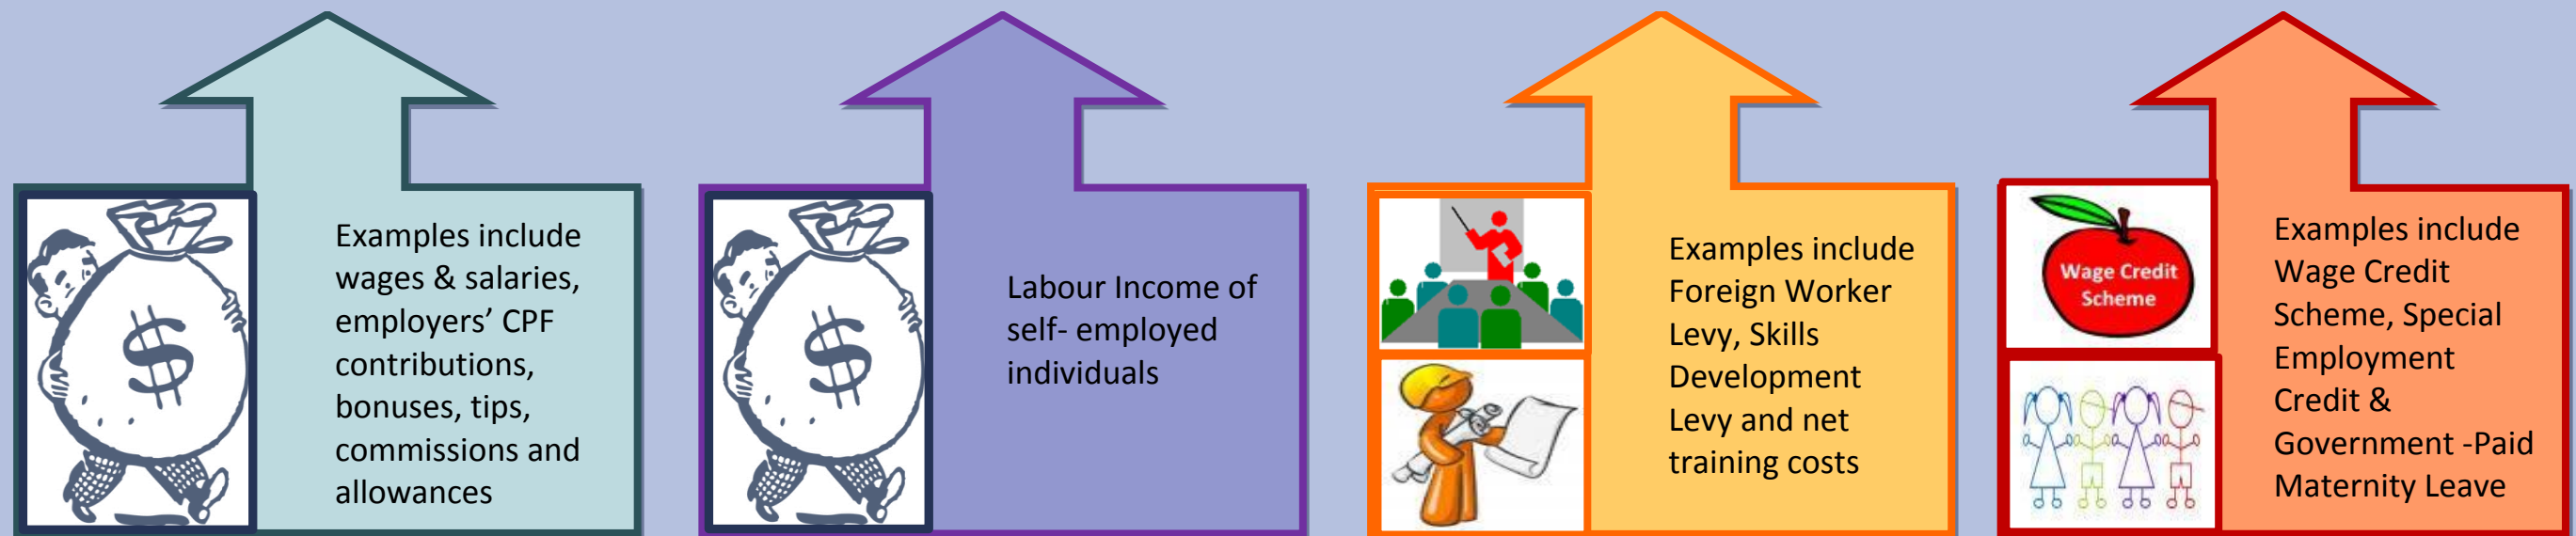 Examples include
wages & salaries,
employers’ CPF
contributions,
bonuses, tips,
commissions and
allowances
$
Labour Income of
self- employed
individuals
$
Examples include
Foreign Worker
Levy, Skills
Development
Levy and net
training costs
Wage Credit
Scheme
Examples include
Wage Credit
Scheme, Special
Employment
Credit &
Government -Paid
Maternity Leave